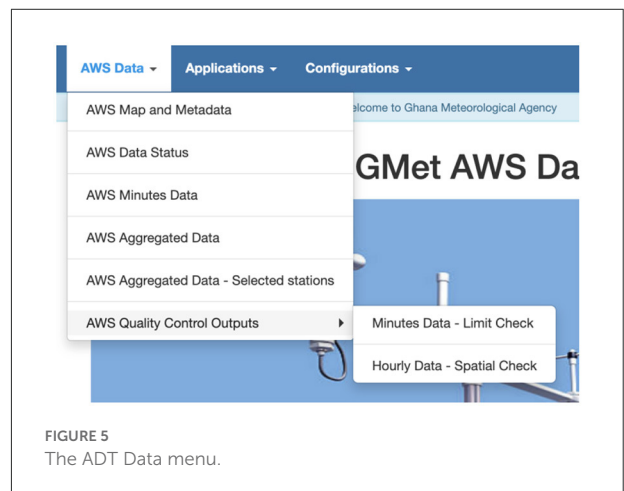 AWS Data Applications Configurations
AWS Map and Metadata
elcome to Ghana Meteorological Agency
AWS Data Status
GMet AWS Da
AWS Minutes Data
AWS Aggregated Data
AWS Aggregated Data - Selected stations
AWS Quality Control Outputs
Minutes Data - Limit Check
Hourly Data - Spatial Check
FIGURE 5
The ADT Data menu.